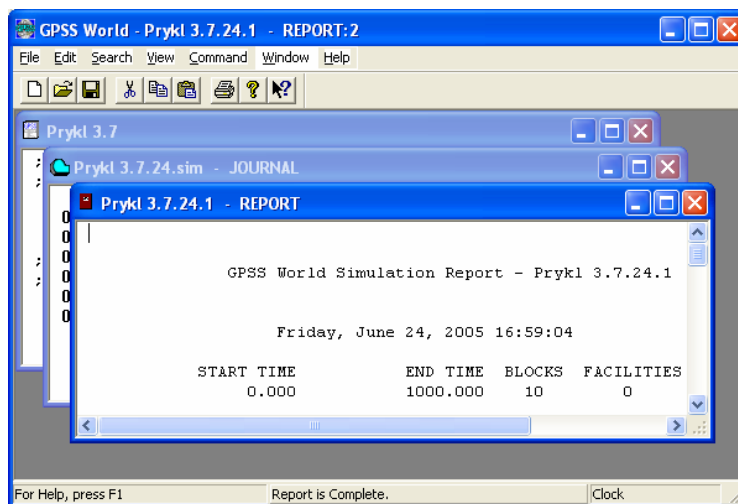 GPSS World - Prykl 3.7.24.1 - REPORT:2
File Edit Search View Command Window Help
Prykl 3.7
Prykl 3.7.24.sim - JOURNAL
Prykl 3.7.24.1 - REPORT
GPSS World Simulation Report - Prykl 3.7.24.1
Friday, June 24, 2005 16:59:04
START TIME END TIME BLOCKS FACILITIES
0.000 1000.000 10 0
For Help, press F1 Report is Complete. Clock